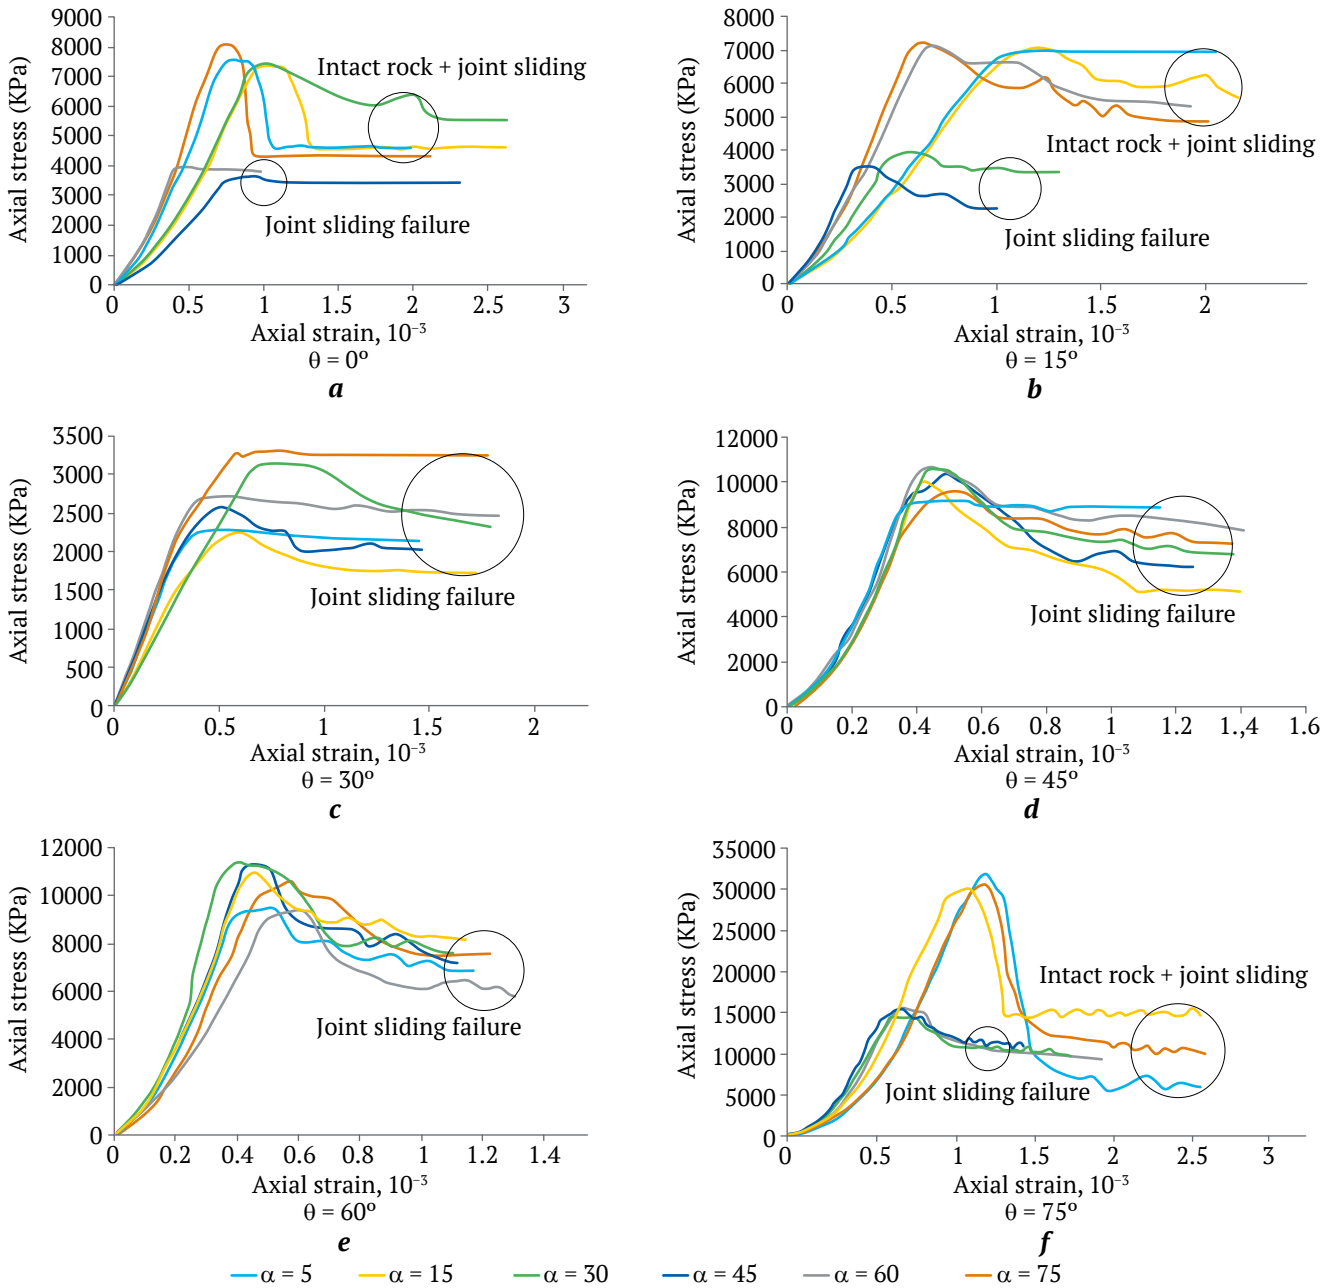 Axial stress (KPa)
9000
8000
7000
6000
5000
4000
3000
2000
1000
0
0 0.5 1 1.5 2 2.5 3
Intact rock + joint sliding
Joint sliding failure
Axial strain, 10⁻³
θ = 0º
a
Axial stress (KPa)
8000
7000
6000
5000
4000
3000
2000
1000
0
0 0.5 1.0 1.5 2
Intact rock + joint sliding
Joint sliding failure
Axial strain, 10⁻³
θ = 15º
b
Axial stress (KPa)
3500
3000
2500
2000
1500
1000
500
0
0 0.5 1 1.5 2
Joint sliding failure
Axial strain, 10⁻³
θ = 30º
c
Axial stress (KPa)
12000
10000
8000
6000
4000
2000
0
0 0.2 0.4 0.6 0.8 1 1.2 1.,4 1.6
Joint sliding failure
Axial strain, 10⁻³
θ = 45º
d
Axial stress (KPa)
12000
10000
8000
6000
4000
2000
0
0 0.2 0.4 0.6 0.8 1 1.2 1.4
Joint sliding failure
Axial strain, 10⁻³
θ = 60º
e
Axial stress (KPa)
35000
30000
25000
20000
15000
10000
5000
0
0 0.5 1 1.5 2 2.5 3
Intact rock + joint sliding
Joint sliding failure
Axial strain, 10⁻³
θ = 75º
f
α = 5 α = 15 α = 30 α = 45 α = 60 α = 75